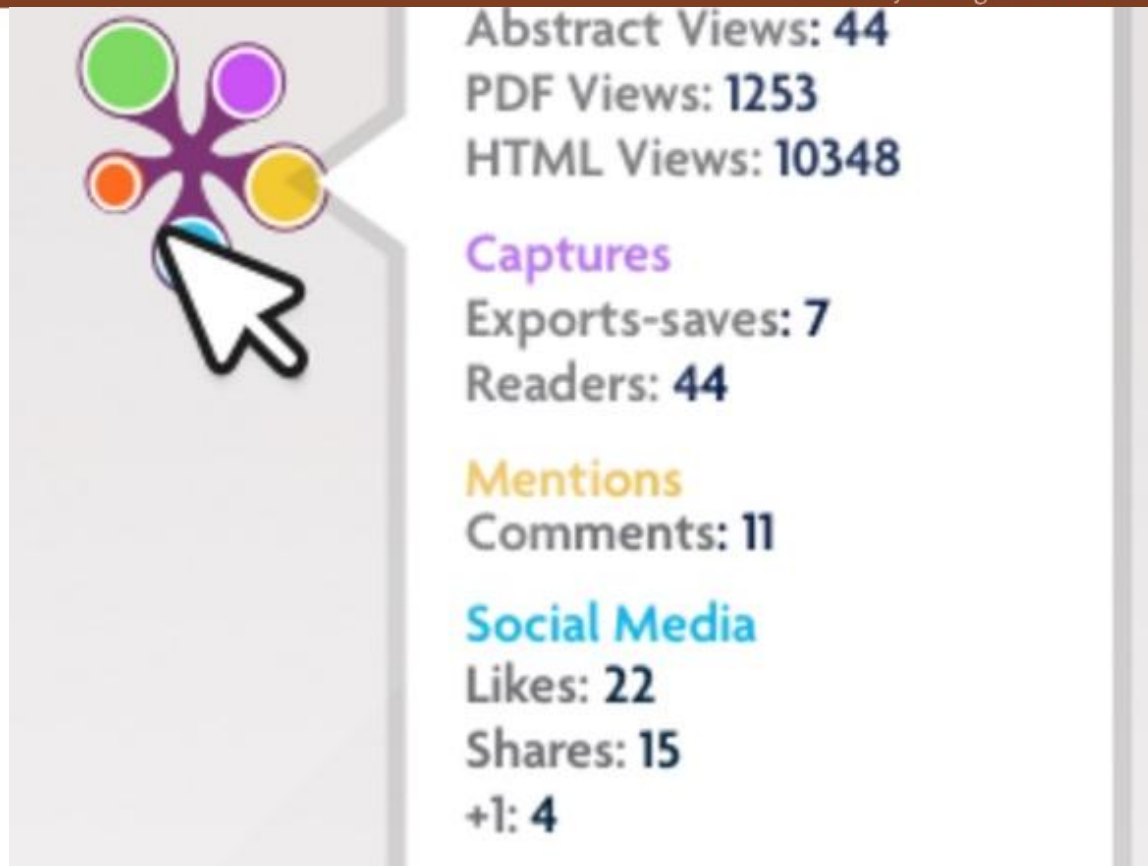 Abstract Views: 44
PDF Views: 1253
HTML Views: 10348
Captures
Exports-saves: 7
Readers: 44
Mentions
Comments: 11
Social Media
Likes: 22
Shares: 15
+1: 4